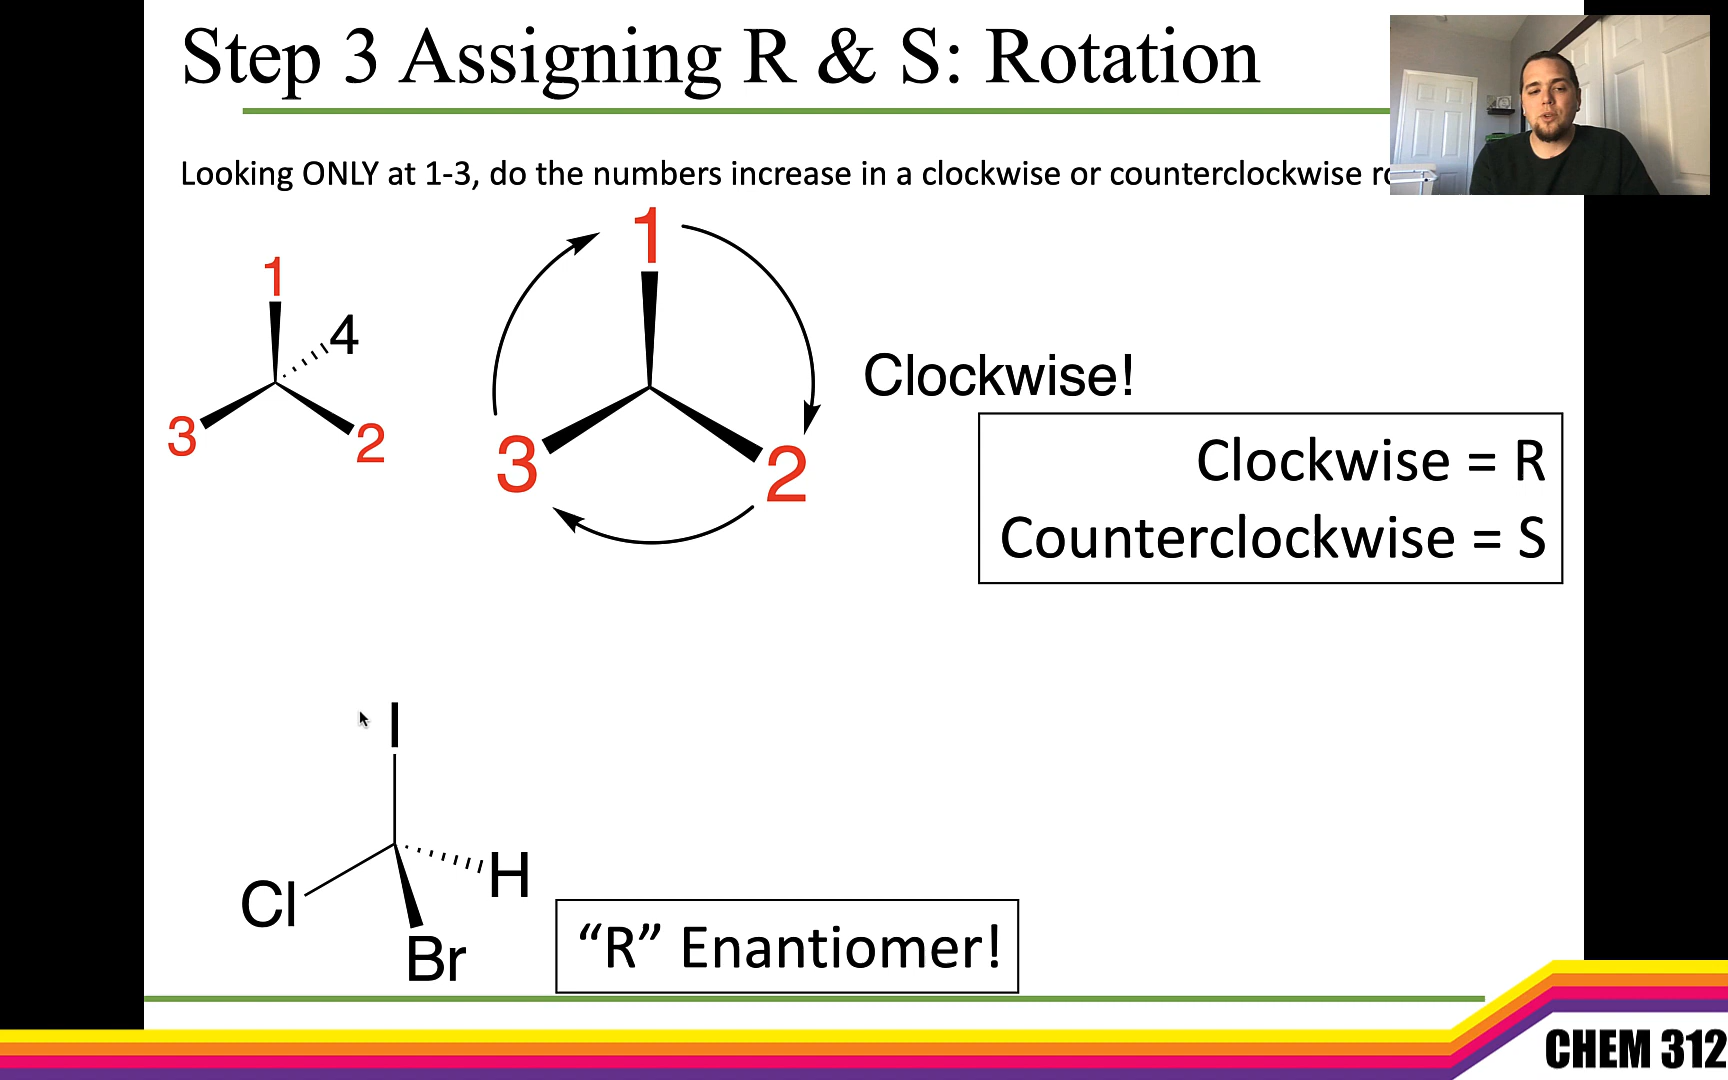 Step 3 Assigning R & S: Rotation
Looking ONLY at 1-3, do the numbers increase in a clockwise or counterclockwise
1
4
3
2
1
3
2
Clockwise!
Clockwise = R
Counterclockwise = S
I
Cl
H
Br
“R” Enantiomer!
CHEM 312